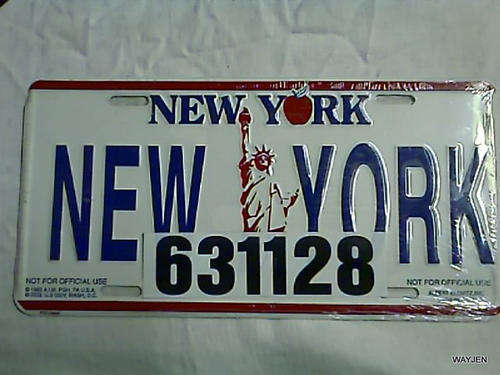 NEW YORK
NEW YORK
631128
NOT FOR OFFICIAL USE
NOT FOR OFFICIAL USE
WAYJEN